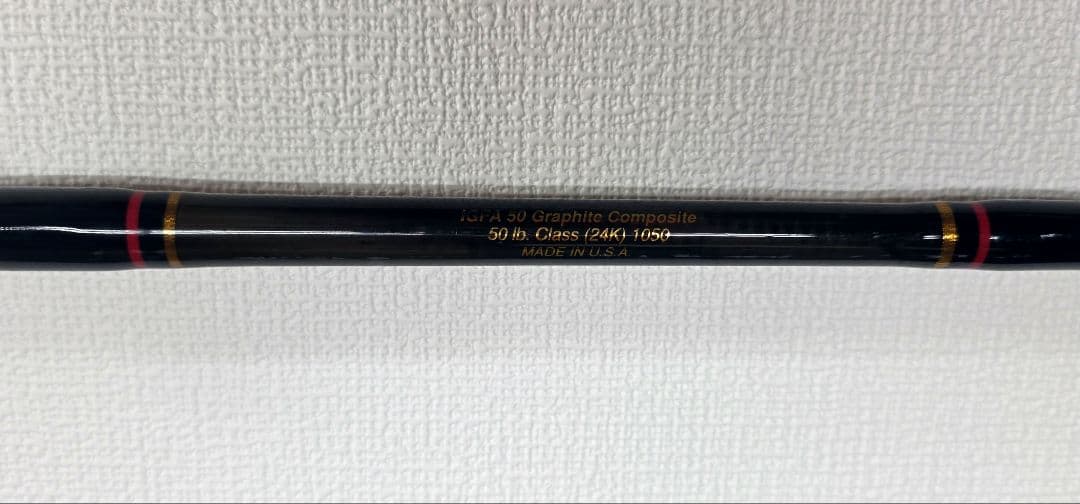 IGFA 50 Graphite Composite
50 lb. Class (24K) 1050
MADE IN U.S.A.